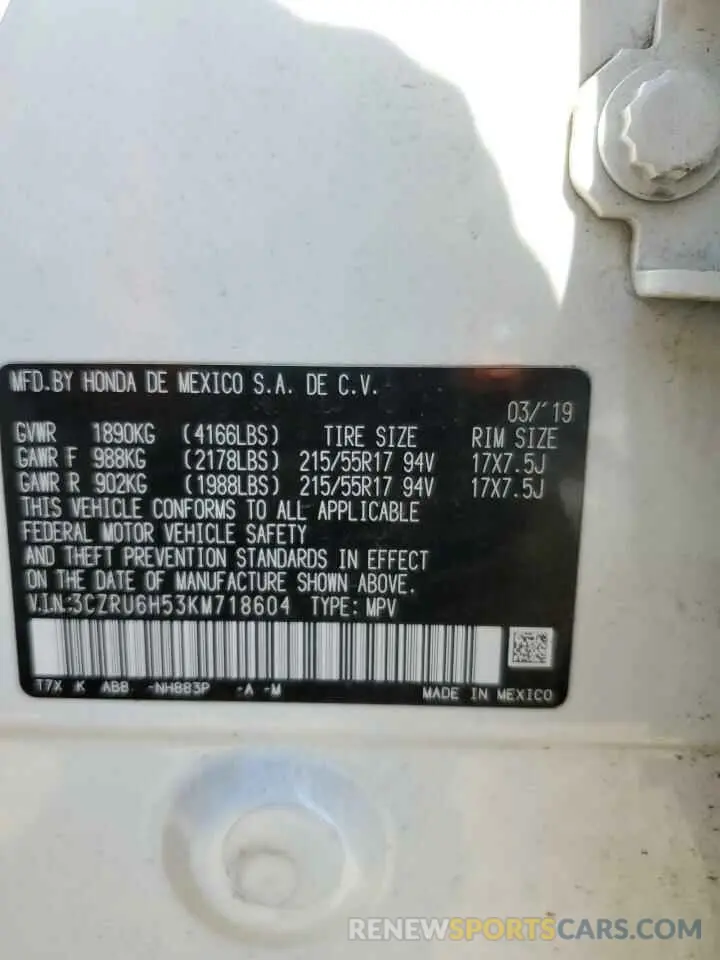 MFD.BY HONDA DE MEXICO S.A. DE C.V.
03/´19
GVWR 1890KG (4166LBS) TIRE SIZE RIM SIZE
GAWR F 988KG (2178LBS) 215/55R17 94V 17X7.5J
GAWR R 902KG (1988LBS) 215/55R17 94V 17X7.5J
THIS VEHICLE CONFORMS TO ALL APPLICABLE
FEDERAL MOTOR VEHICLE SAFETY
AND THEFT PREVENTION STANDARDS IN EFFECT
ON THE DATE OF MANUFACTURE SHOWN ABOVE.
V.I.N:3CZRU6H53KM718604 TYPE: MPV
T7X K ABB -NH883P -A -M MADE IN MEXICO
RENEWSPORTSCARS.COM